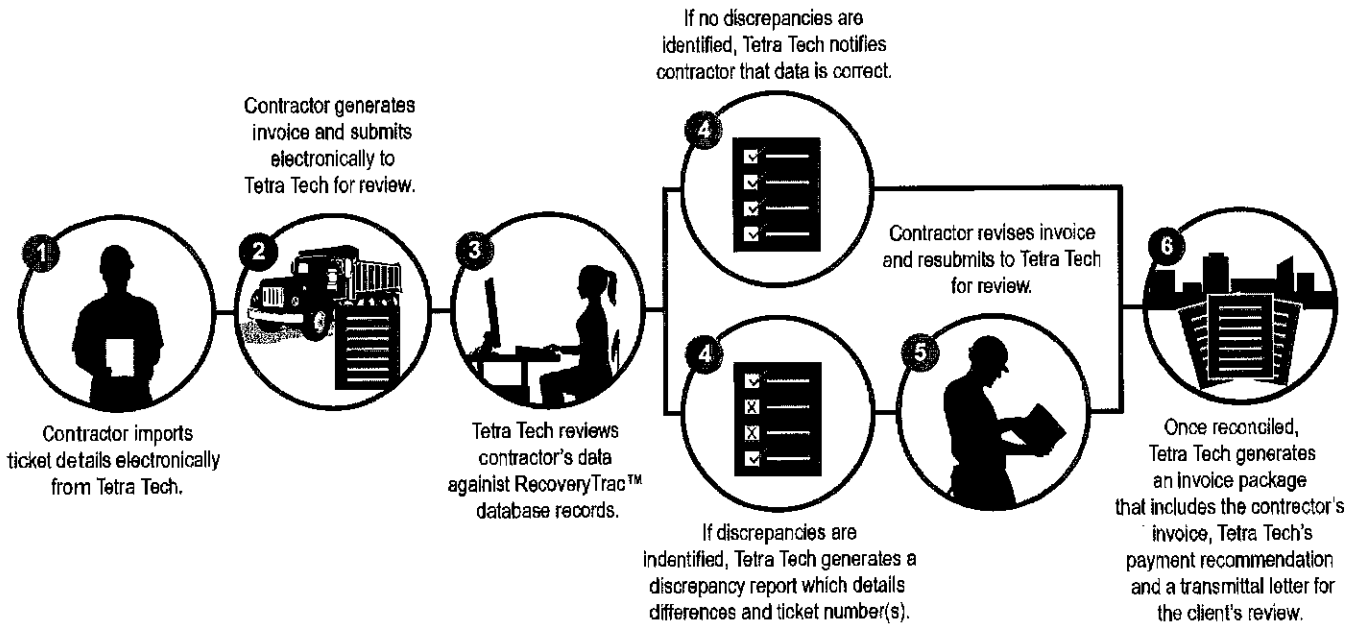 1
Contractor imports
ticket details electronically
from Tetra Tech.
Contractor generates
invoice and submits
electronically to
Tetra Tech for review.
2
3
Tetra Tech reviews
contractor's data
againist RecoveryTrac™
database records.
If no discrepancies are
identified, Tetra Tech notifies
contractor that data is correct.
4
4
If discrepancies are
indentified, Tetra Tech generates a
discrepancy report which details
differences and ticket number(s).
Contractor revises invoice
and resubmits to Tetra Tech
for review.
5
6
Once reconciled,
Tetra Tech generates
an invoice package
that includes the contrector's
invoice, Tetra Tech's
payment recommendation
and a transmittal letter for
the client's review.